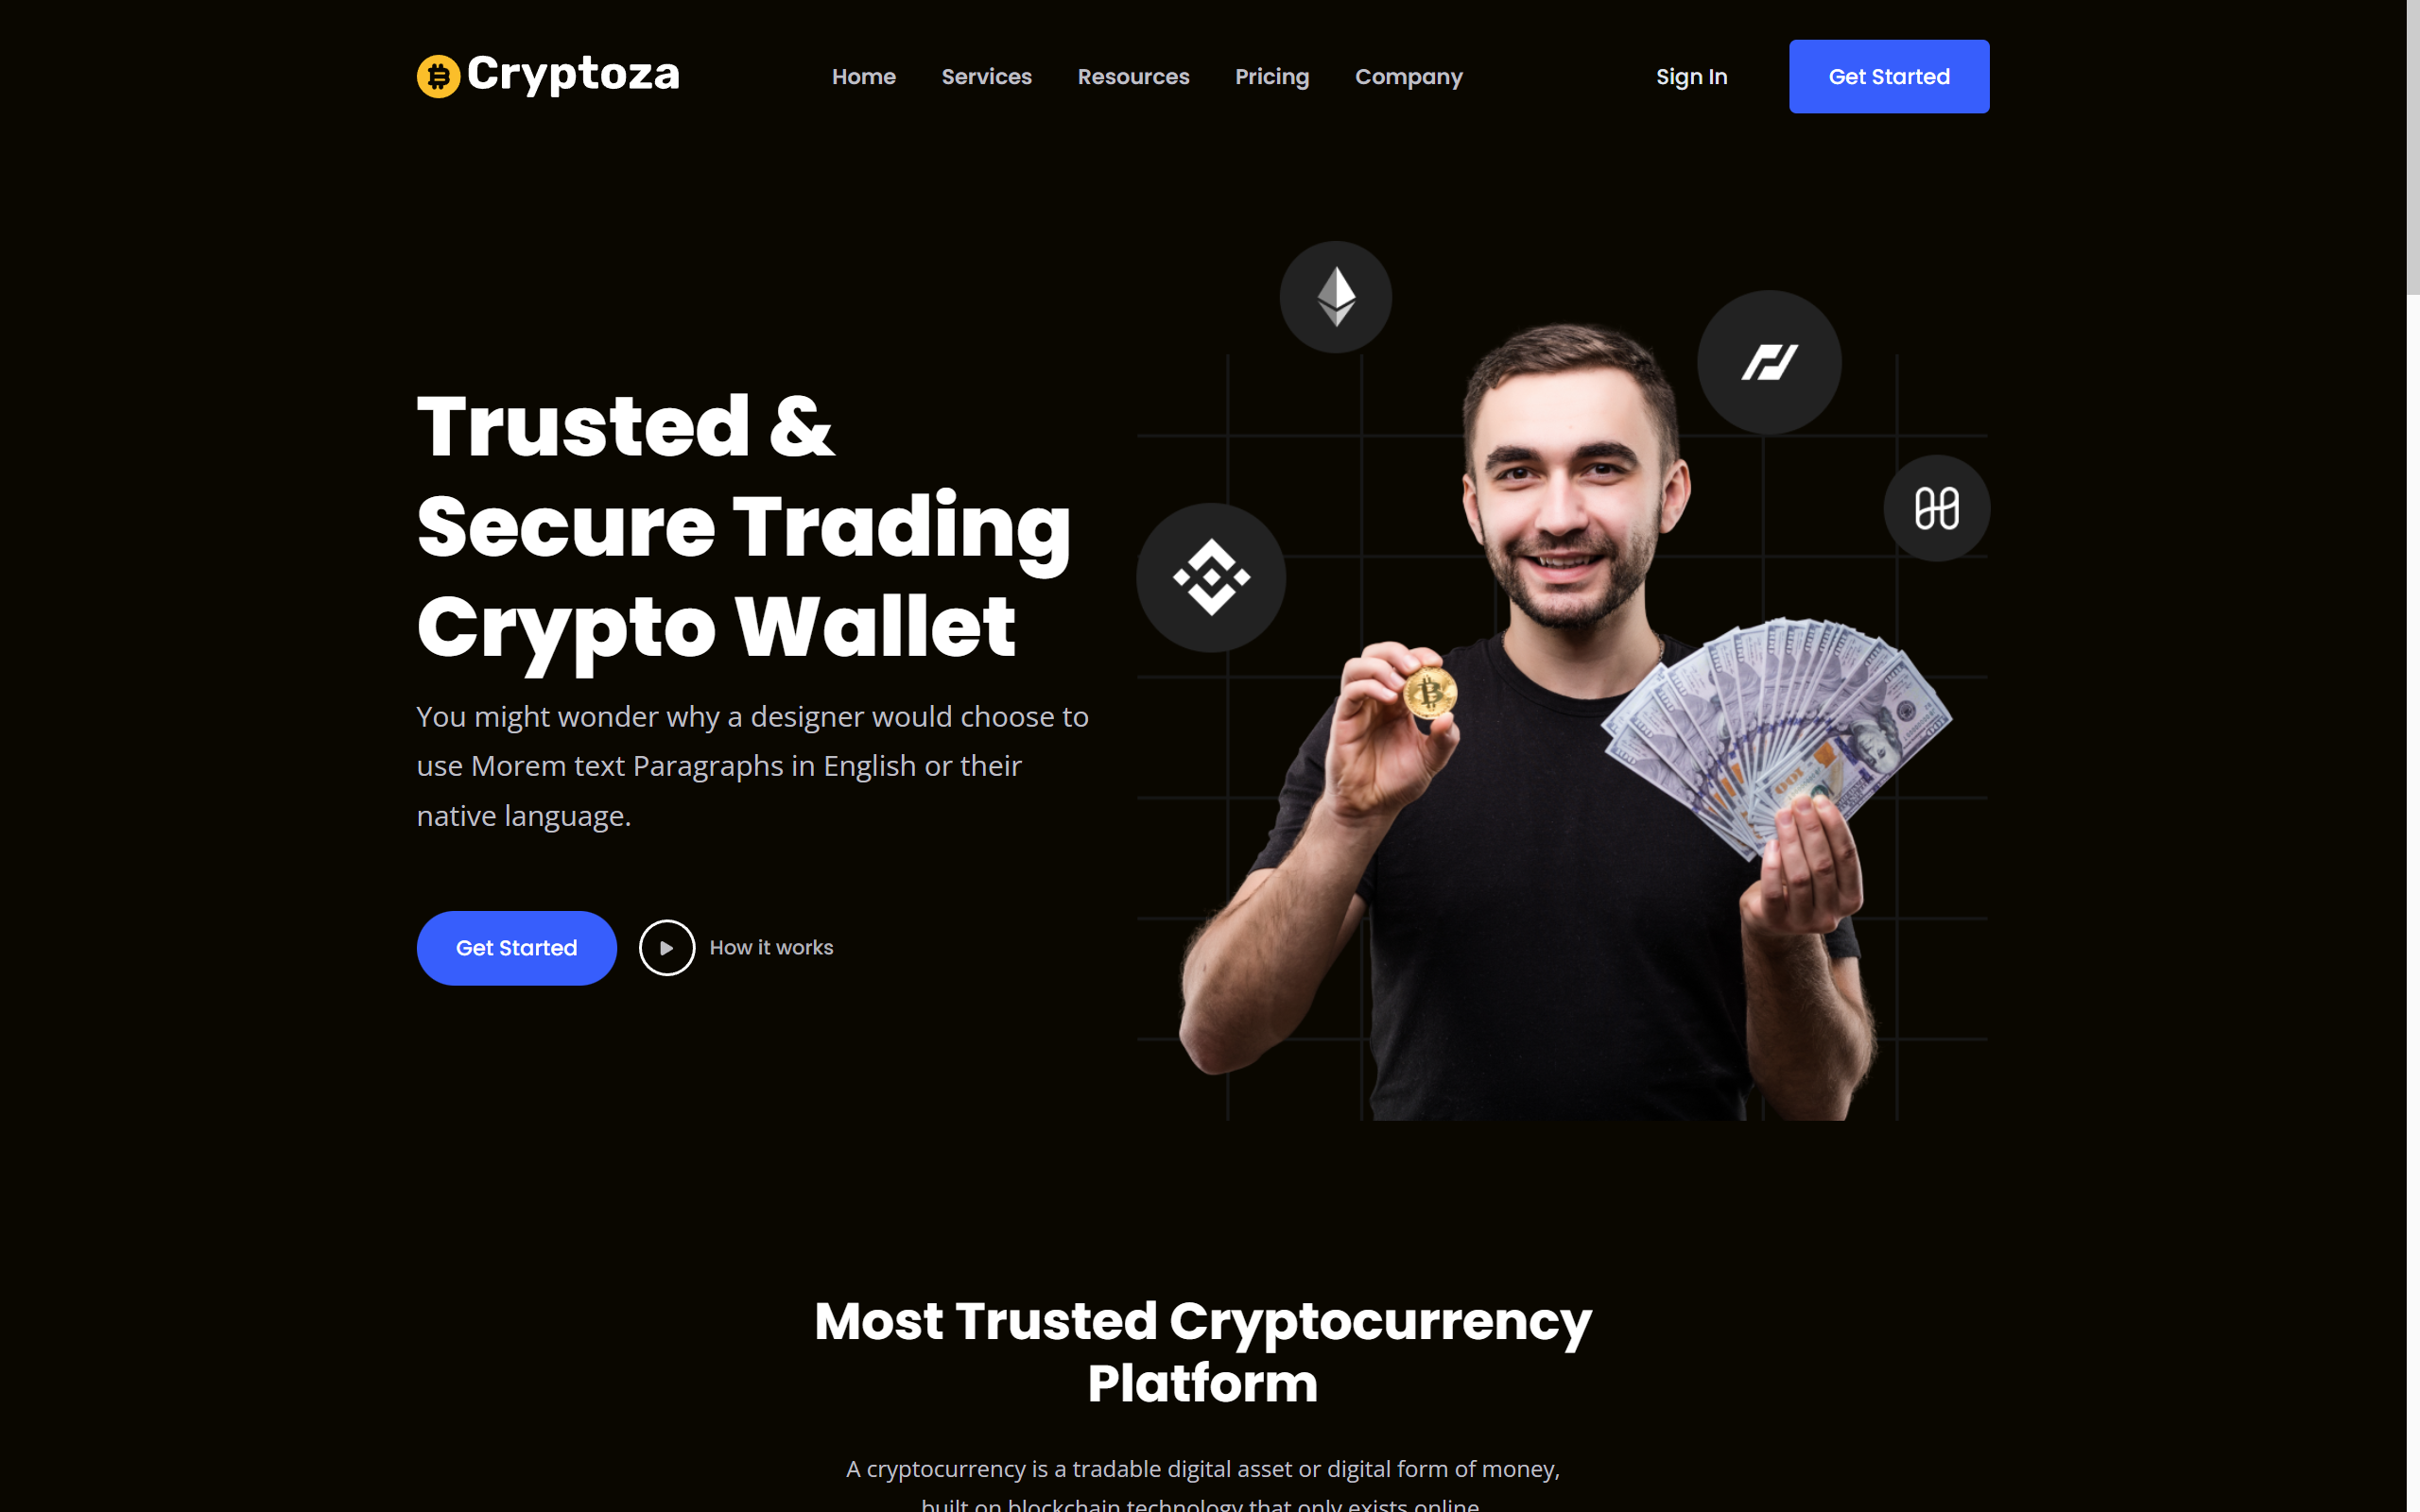 Cryptoza
Home Services Resources Pricing Company
Sign In
Get Started
Trusted &
Secure Trading
Crypto Wallet
You might wonder why a designer would choose to
use Morem text Paragraphs in English or their
native language.
Get Started
How it works
100
Most Trusted Cryptocurrency
Platform
A cryptocurrency is a tradable digital asset or digital form of money,
built on blockchain technology that only exists online.